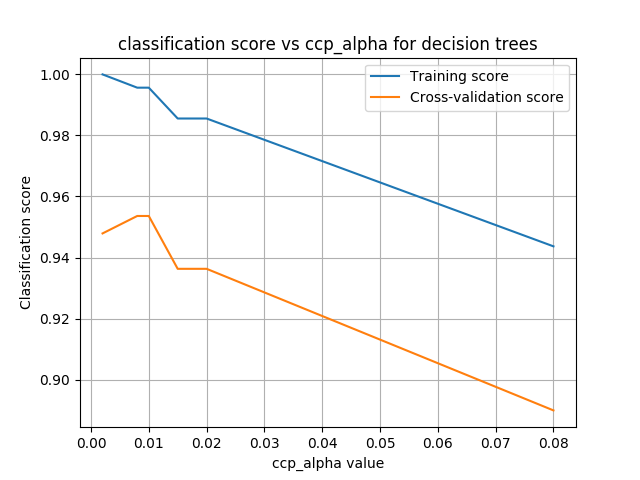 classification score vs ccp_alpha for decision trees
Training score
Cross-validation score
Classification score
1.00
0.98
0.96
0.94
0.92
0.90
0.00 0.01 0.02 0.03 0.04 0.05 0.06 0.07 0.08
ccp_alpha value